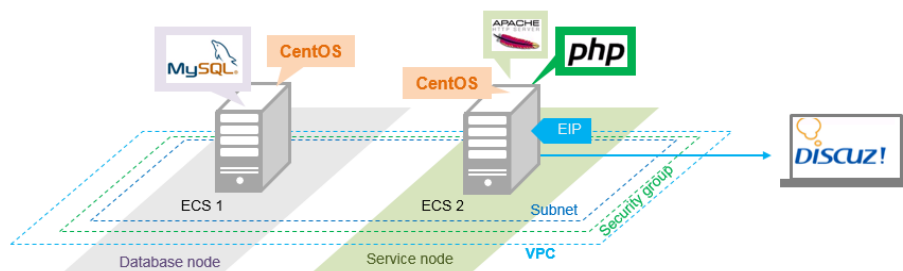 APACHE
HTTP SERVER
MySQL
CentOS
php
CentOS
EIP
DISCUZ!
ECS 1
ECS 2
Subnet
Security group
VPC
Database node
Service node